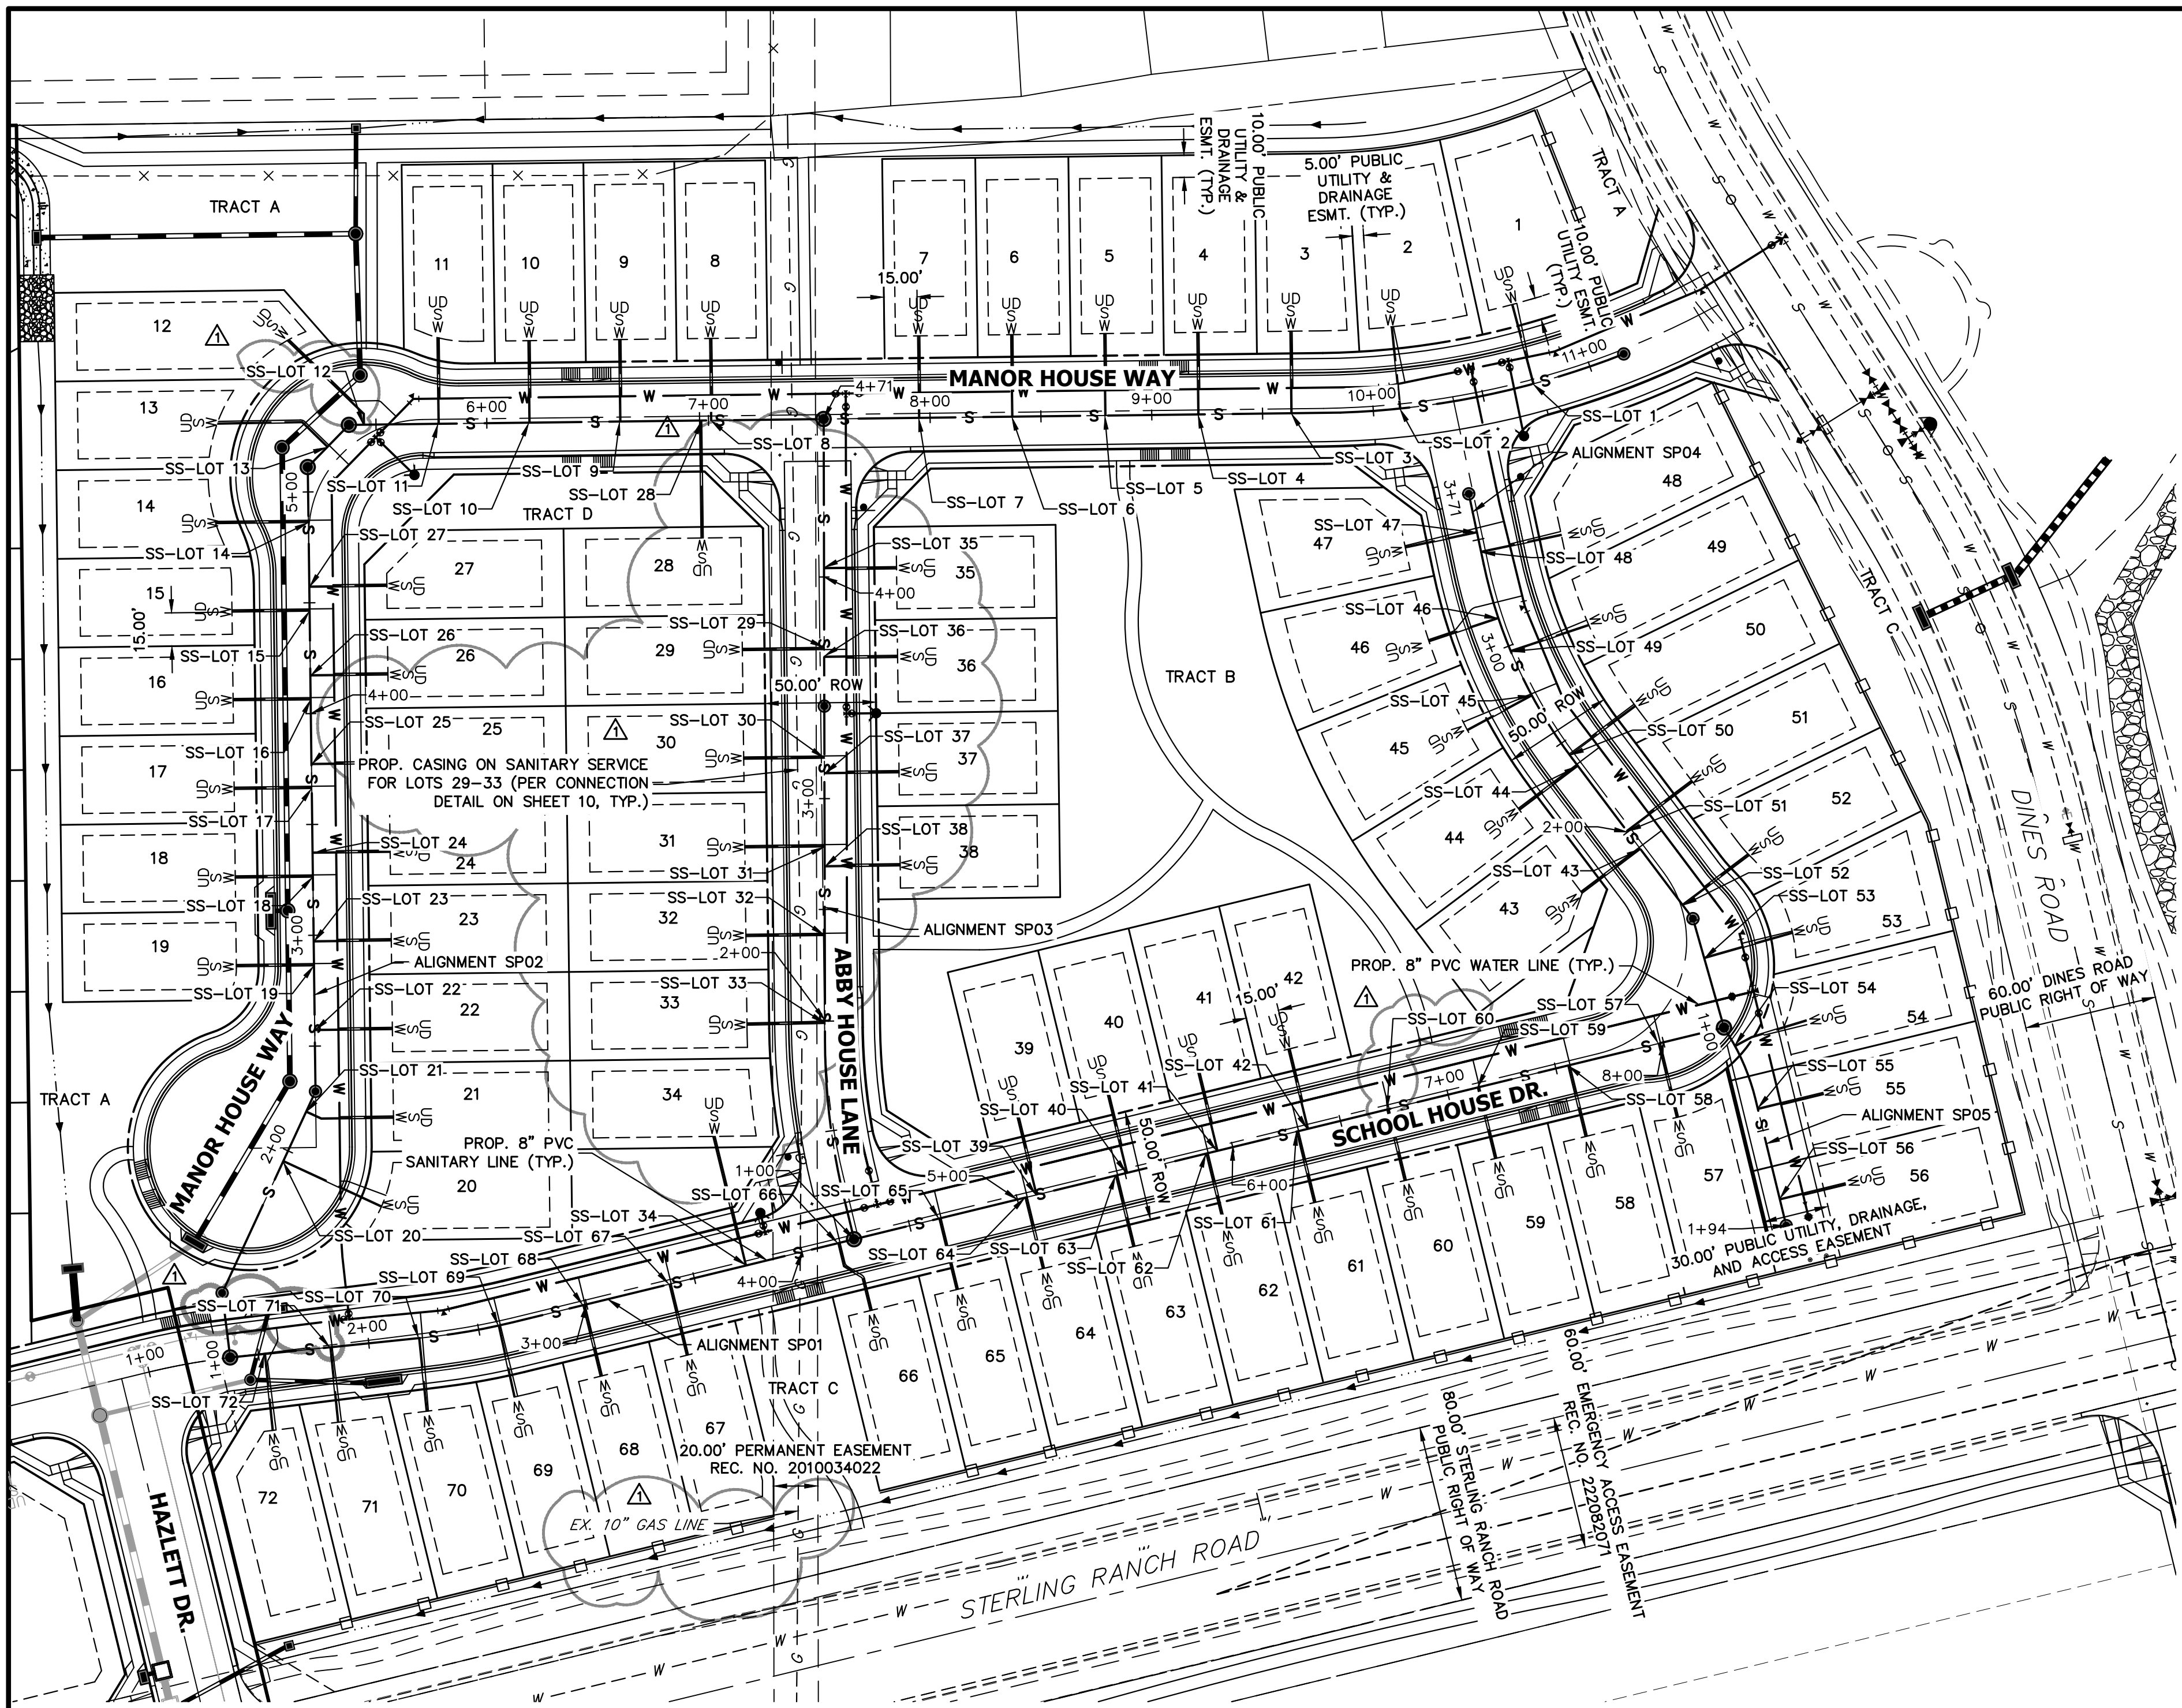 TRACT A
10.00' PUBLIC
UTILITY &
DRAINAGE
ESMT. (TYP.)
5.00' PUBLIC
UTILITY &
DRAINAGE
ESMT. (TYP.)
TRACT A
10.00' PUBLIC
UTILITY ESMT.
(TYP.)
11
10
9
8
7
6
5
4
3
2
1
15.00'
12
13
14
15
15.00'
16
17
18
19
MANOR HOUSE WAY
4+71
5+00
6+00
7+00
8+00
9+00
10+00
11+00
SS-LOT 12
SS-LOT 13
SS-LOT 11
SS-LOT 10
SS-LOT 9
SS-LOT 28
SS-LOT 8
SS-LOT 7
SS-LOT 6
SS-LOT 5
SS-LOT 4
SS-LOT 3
SS-LOT 2
SS-LOT 1
ALIGNMENT SP04
TRACT D
SS-LOT 14
SS-LOT 27
SS-LOT 26
SS-LOT 15
4+00
SS-LOT 25
SS-LOT 16
SS-LOT 17
SS-LOT 24
SS-LOT 18
SS-LOT 23
3+00
ALIGNMENT SP02
SS-LOT 19
SS-LOT 22
SS-LOT 21
2+00
SS-LOT 20
1+00
MANOR HOUSE WAY
TRACT A
27
26
25
24
23
22
21
20
28
29
30
31
32
33
34
PROP. CASING ON SANITARY SERVICE
FOR LOTS 29-33 (PER CONNECTION
DETAIL ON SHEET 10, TYP.)
SS-LOT 35
4+00
SS-LOT 29
SS-LOT 36
50.00' ROW
SS-LOT 30
SS-LOT 37
3+00
SS-LOT 38
SS-LOT 31
SS-LOT 32
ALIGNMENT SP03
2+00
SS-LOT 33
ABBY HOUSE LANE
1+00
35
36
37
38
TRACT B
3+71
SS-LOT 47
47
SS-LOT 48
SS-LOT 46
46
3+00
SS-LOT 49
SS-LOT 45
45
50.00' ROW
SS-LOT 50
SS-LOT 44
44
2+00
SS-LOT 51
SS-LOT 43
43
SS-LOT 52
SS-LOT 53
48
49
50
51
52
53
54
55
56
TRACT C
DINES ROAD
60.00' DINES ROAD
PUBLIC RIGHT OF WAY
PROP. 8" PVC WATER LINE (TYP.)
SS-LOT 57
SS-LOT 54
SS-LOT 60
SS-LOT 59
1+00
SS-LOT 55
SS-LOT 58
ALIGNMENT SP05
SS-LOT 56
1+94
30.00' PUBLIC UTILITY, DRAINAGE,
AND ACCESS EASEMENT
39
40
41
42
15.00'
SS-LOT 42
SS-LOT 41
SS-LOT 40
SS-LOT 39
50.00' ROW
SCHOOL HOUSE DR.
5+00
6+00
7+00
8+00
PROP. 8" PVC
SANITARY LINE (TYP.)
SS-LOT 66
SS-LOT 65
SS-LOT 34
SS-LOT 67
SS-LOT 64
SS-LOT 63
SS-LOT 62
SS-LOT 61
SS-LOT 68
SS-LOT 69
SS-LOT 70
SS-LOT 71
SS-LOT 72
1+00
2+00
3+00
4+00
ALIGNMENT SP01
TRACT C
20.00' PERMANENT EASEMENT
REC. NO. 2010034022
EX. 10" GAS LINE
72
71
70
69
68
67
66
65
64
63
62
61
60
59
58
57
HAZLETT DR.
STERLING RANCH ROAD
80.00' STERLING RANCH ROAD
PUBLIC RIGHT OF WAY
60.00' EMERGENCY ACCESS EASEMENT
REC. NO. 222082071